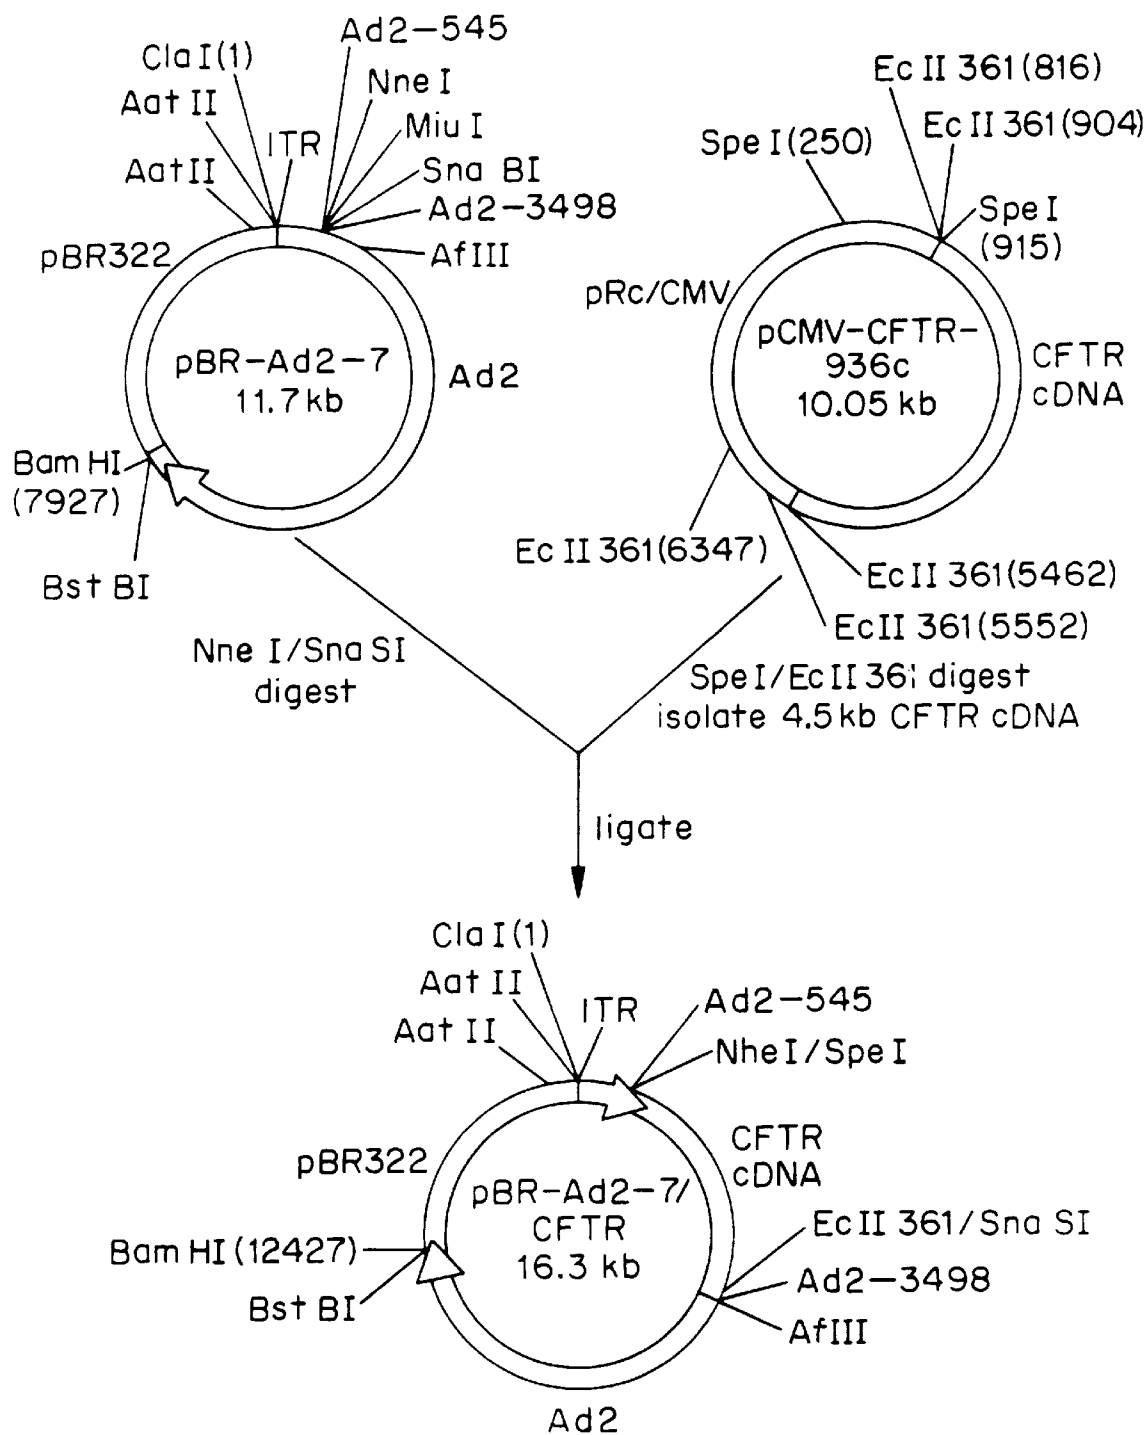 Ad2-545
Cla I(1)
Nne I
Aat II
Miu I
ITR
Sna BI
Aat II
Ad2-3498
Af III
pBR322
pBR-Ad2-7
11.7 kb
Ad2
Bam HI
(7927)
Bst BI
Ec II 361(816)
Ec II 361(904)
Spe I(250)
Spe I
(915)
pRc/CMV
pCMV-CFTR-
936c
10.05 kb
CFTR
cDNA
Ec II 361(6347)
Ec II 361(5462)
Ec II 361(5552)
Nne I/Sna SI
digest
Spe I/Ec II 361 digest
isolate 4.5 kb CFTR cDNA
ligate
Cla I(1)
Aat II
ITR
Aat II
Ad2-545
Nhe I/Spe I
pBR322
CFTR
cDNA
pBR-Ad2-7/
CFTR
16.3 kb
Ec II 361/Sna SI
Bam HI(12427)
Ad2-3498
Bst BI
Af III
Ad2